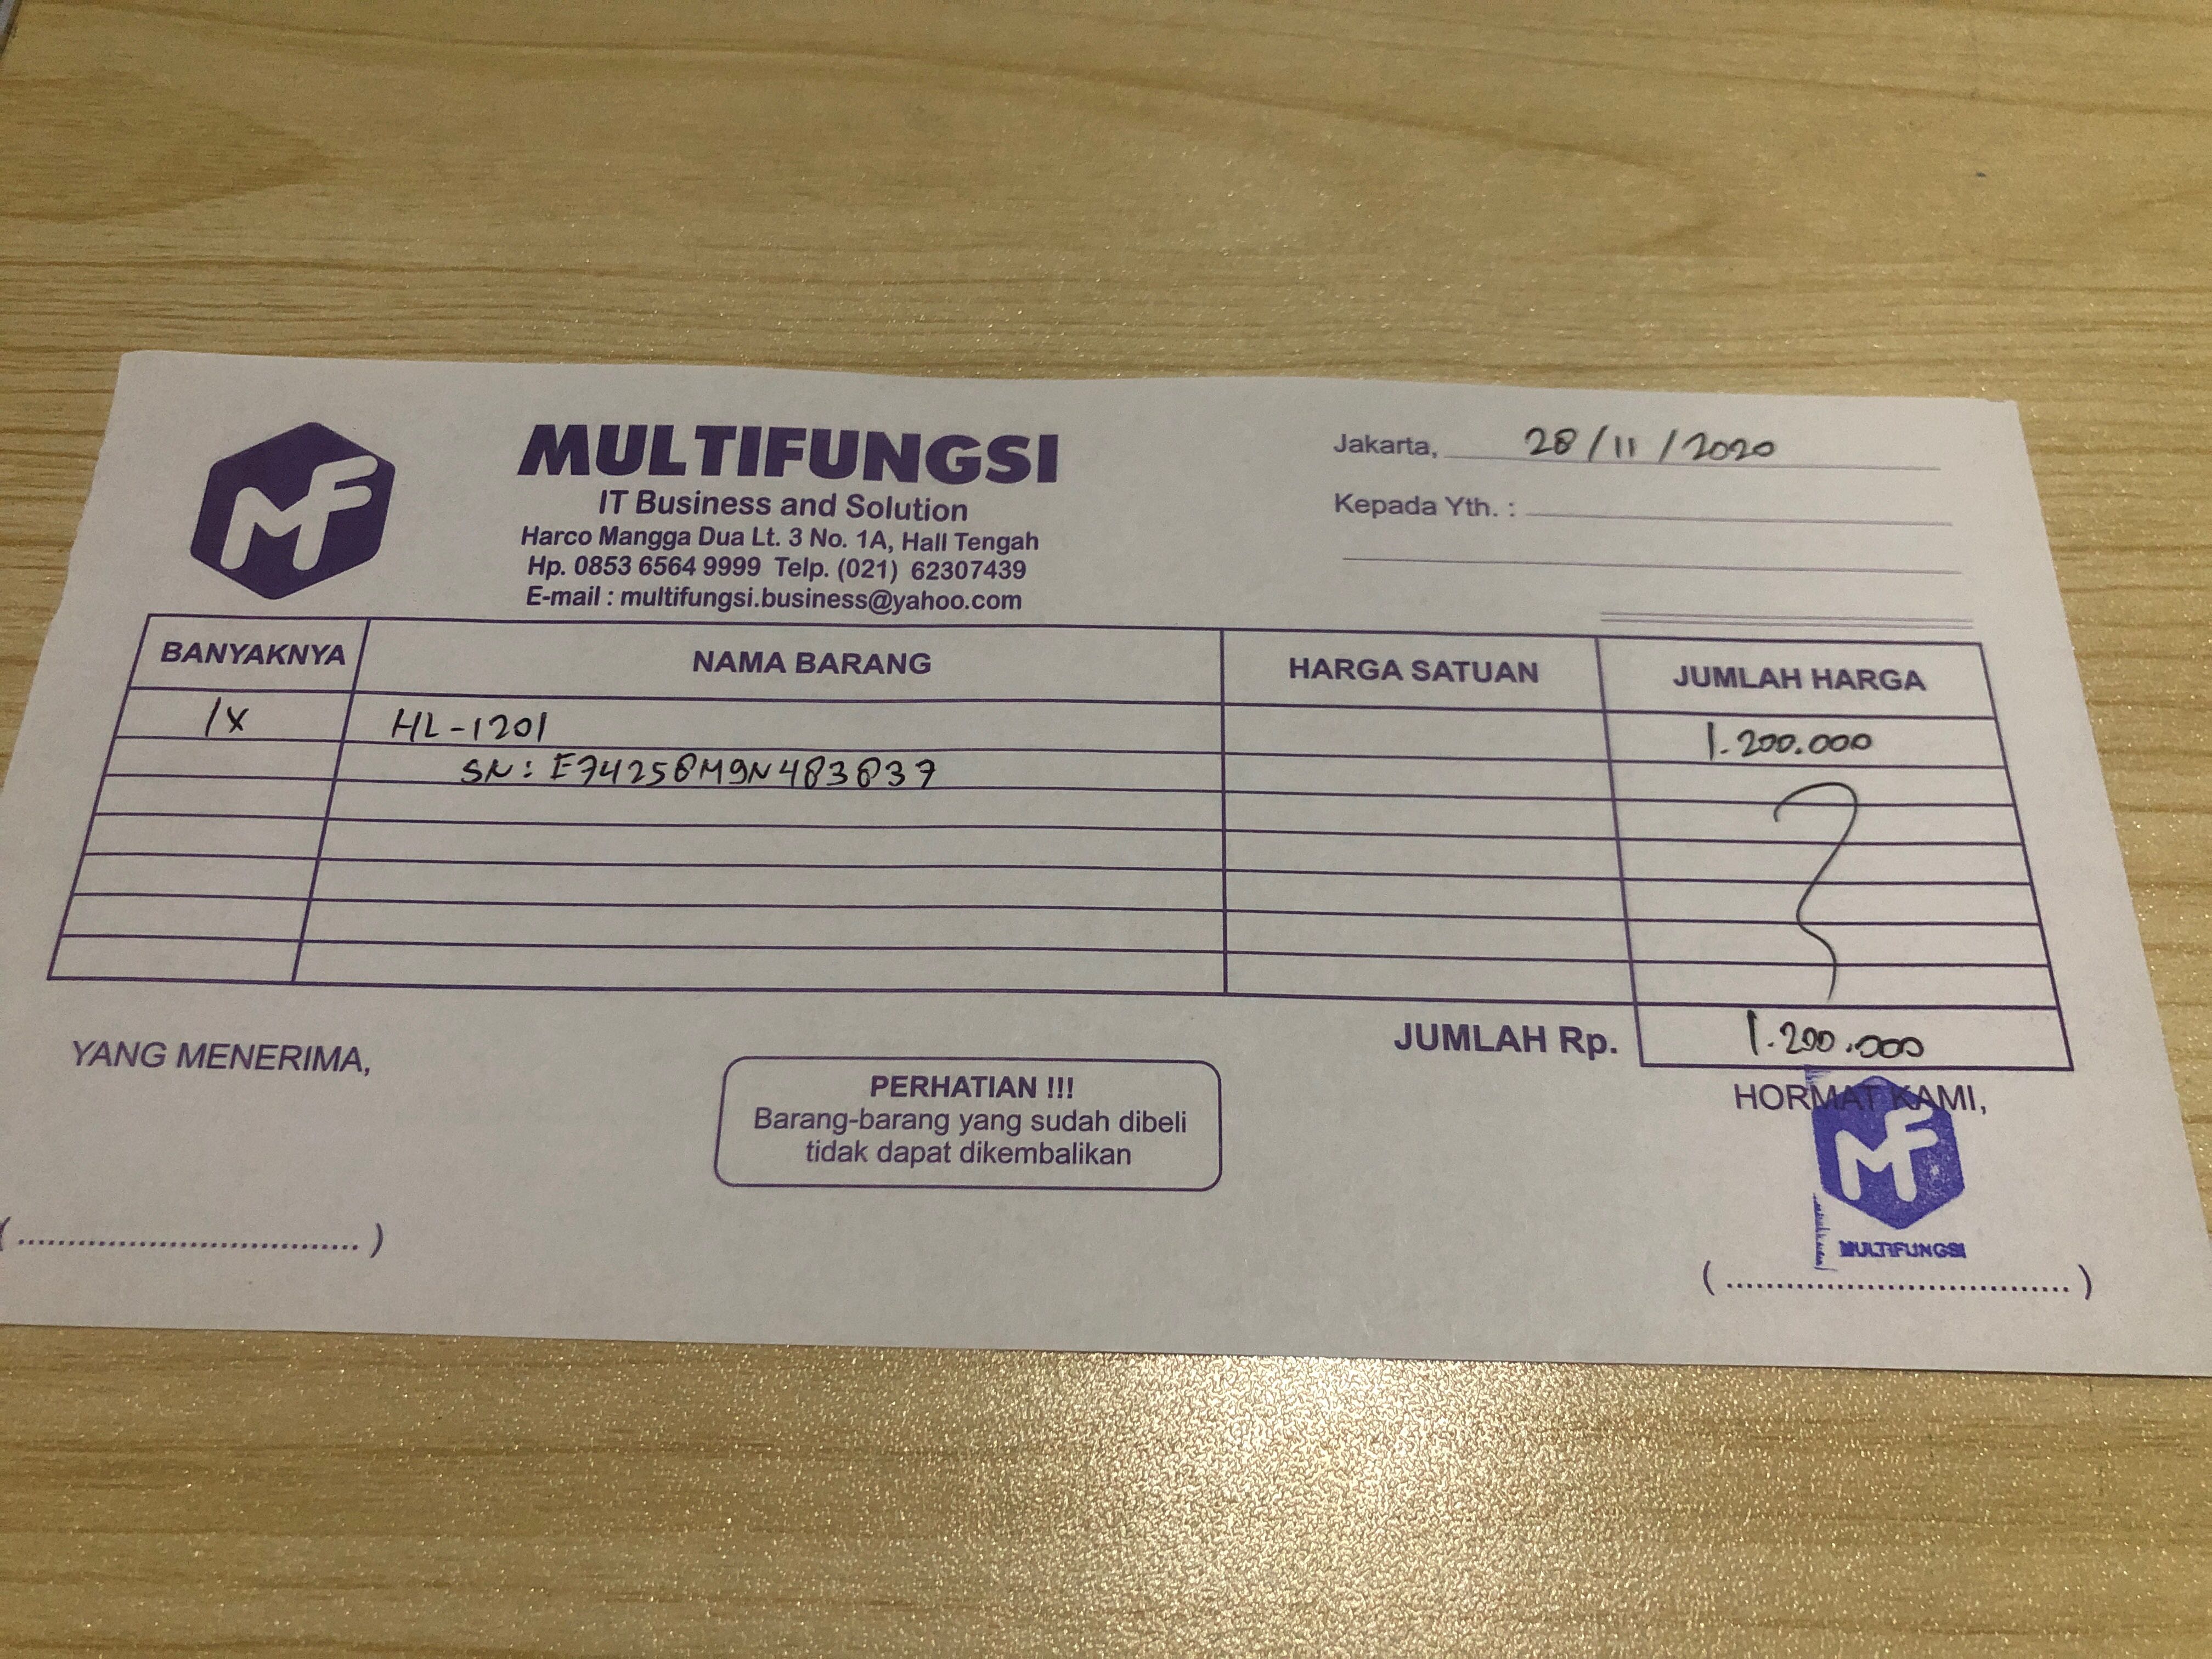 MF
MULTIFUNGSI
IT Business and Solution
Harco Mangga Dua Lt. 3 No. 1A, Hall Tengah
Hp. 0853 6564 9999 Telp. (021) 62307439
E-mail : multifungsi.business@yahoo.com
Jakarta, 28/11/2020
Kepada Yth. :
BANYAKNYA NAMA BARANG HARGA SATUAN JUMLAH HARGA
1X HL-1201 1.200.000
SN: E74258M9N483837
JUMLAH Rp. 1.200.000
YANG MENERIMA,
PERHATIAN !!!
Barang-barang yang sudah dibeli
tidak dapat dikembalikan
HORMAT KAMI,
MF
MULTIFUNGSI
(..................................)
(..................................)